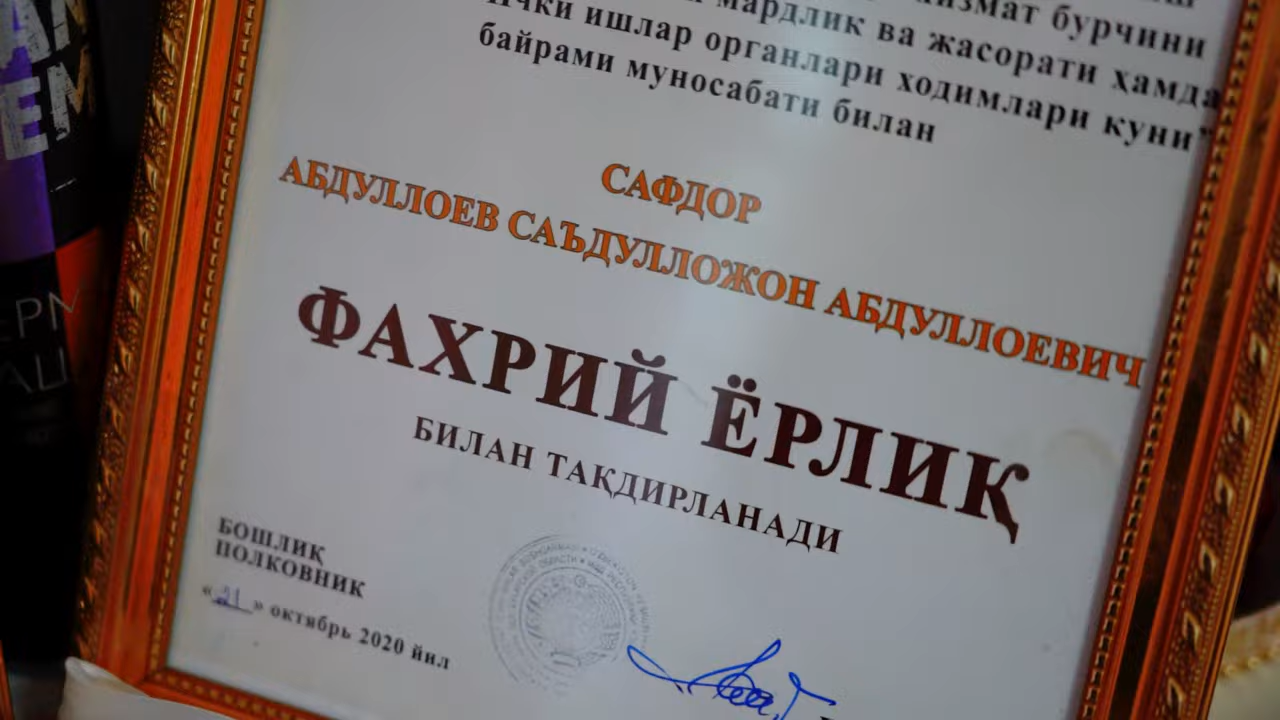 хизмат бурчини
мардлик ва жасорати ҳамда
Ички ишлар органлари ходимлари куни”
байрами муносабати билан
САФДОР
АБДУЛЛОЕВ САЪДУЛЛОЖОН АБДУЛЛОЕВИЧ
ФАХРИЙ ЁРЛИҚ
БИЛАН ТАҚДИРЛАНАДИ
БОШЛИҚ
ПОЛКОВНИК
«21» октябрь 2020 йил